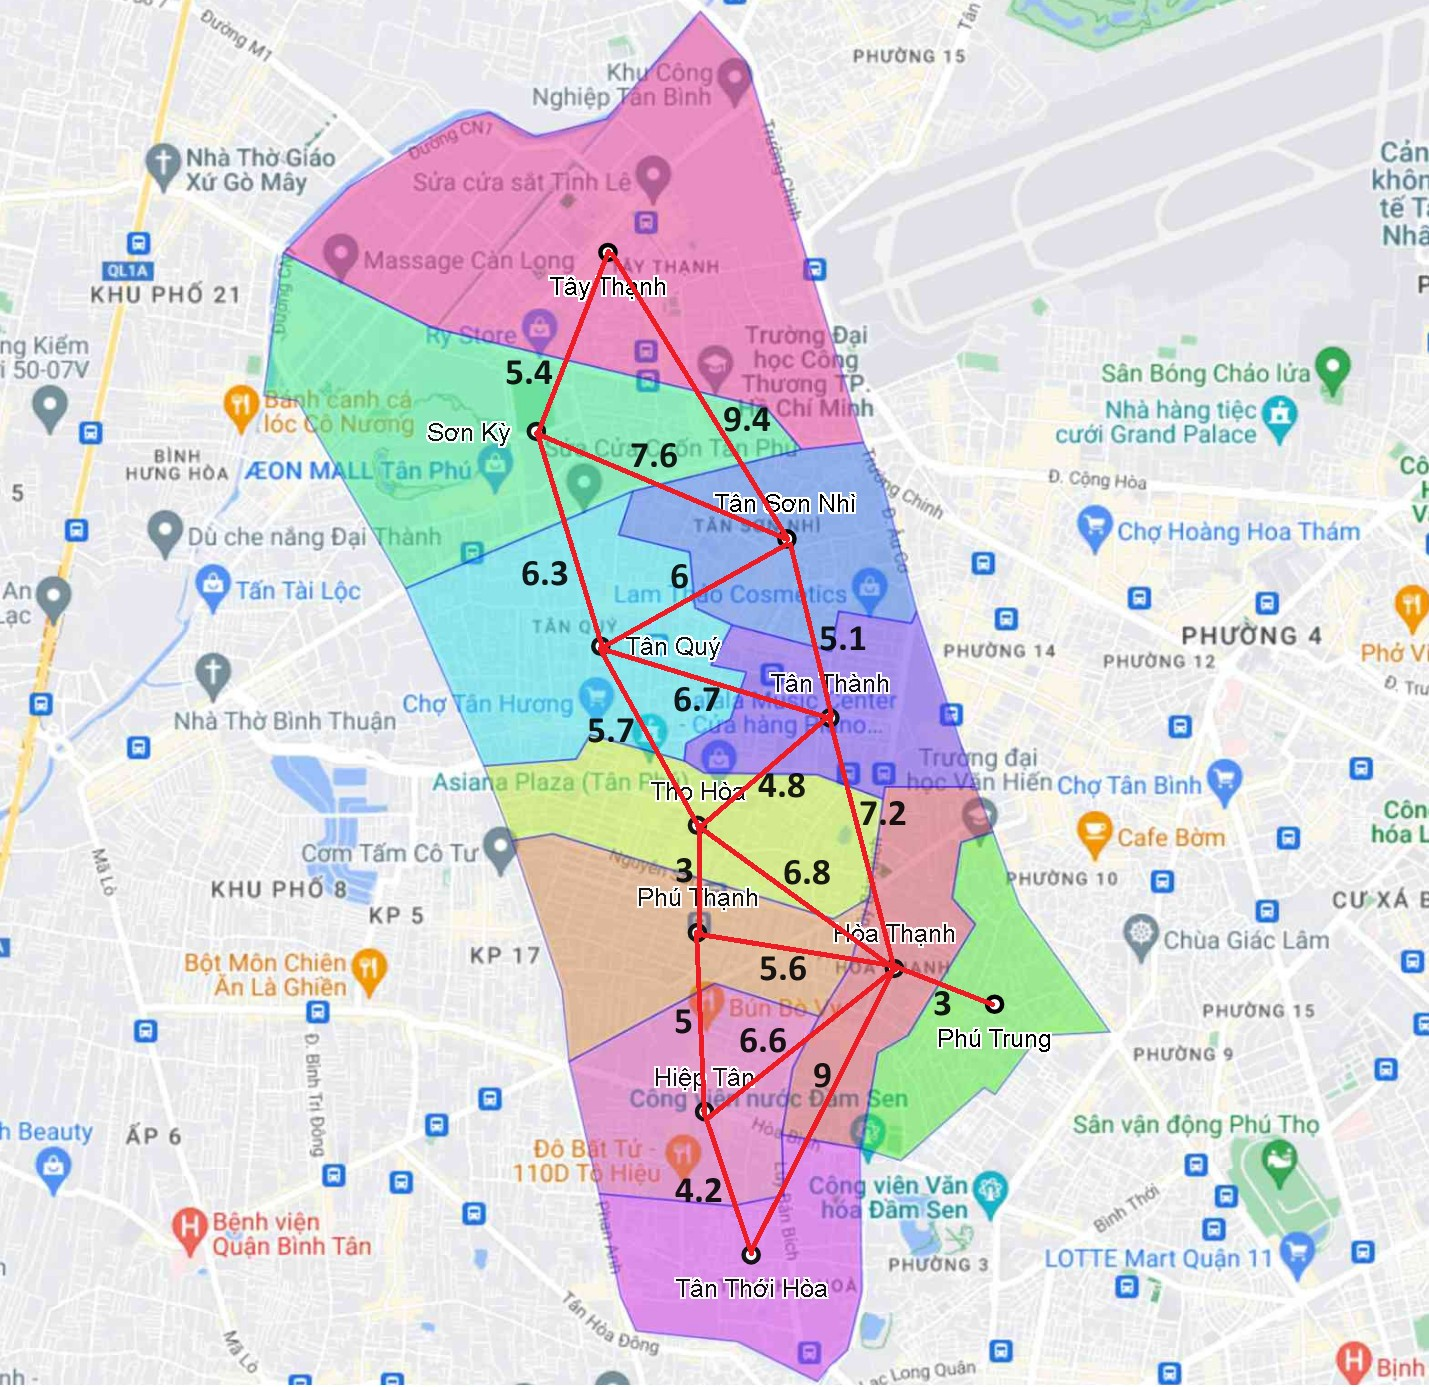 Đường M1
PHƯỜNG 15
Tân
Khu Công
Nghiệp Tân Bình
Đường CN1
Trường Chinh
Nhà Thờ Giáo
Xứ Gò Mây
Sửa cửa sắt Tinh Lê
Cản
khôn
tế T
Nhâ
QL1A
KHU PHỐ 21
Massage Càn Long
TÂY THẠNH
Tây Thạnh
Ry Store
Trường Đại
học Công
Thương TP.
Hồ Chí Minh
ng Kiểm
i 50-07V
5.4
Sân Bóng Chảo lửa
Bánh canh cá
lóc Cô Nương
9.4
Nhà hàng tiệc
cưới Grand Palace
Sơn Kỳ
Sửa Cửa Cuốn Tân Phú
7.6
BÌNH
HƯNG HÒA
ÆON MALL Tân Phú
Trường Chinh
Đ. Cộng Hòa
5
Tân Sơn Nhì
TÂN SƠN NHÌ
Đ. Âu Cơ
Chợ Hoàng Hoa Thám
Dù che nắng Đại Thành
6.3
6
An
Lạc
Tấn Tài Lộc
Lam Thảo Cosmetics
TÂN QUÝ
Tân Quý
5.1
PHƯỜNG 14
PHƯỜNG 4
PHƯỜNG 12
Phở Vi
Đ. Trư
Tân Thành
6.7
Chợ Tân Hương
Music Center
- Cửa hàng Piano...
Nhà Thờ Bình Thuận
5.7
Trương đại
học Văn Hiến
Asiana Plaza (Tân Phú)
Thọ Hòa
4.8
Chợ Tân Bình
7.2
Cafe Bờm
Côn
hóa L
Cơm Tấm Cô Tư
Mã Lò
3
6.8
KHU PHỐ 8
Phú Thạnh
PHƯỜNG 10
CƯ XÁ B
KP 5
KP 17
Hòa Thạnh
HÒA THẠNH
Chùa Giác Lâm
Bột Môn Chiên
Ăn Là Ghiền
5.6
3
Phú Trung
Bún Bò Vy
5
6.6
PHƯỜNG 15
PHƯỜNG 9
Đ. Bình Trị Đông
Hiệp Tân
9
Công viên nước Đầm Sen
h Beauty
ẤP 6
Hòa Bình
Sân vận động Phú Thọ
Đồ Bất Tử -
110D Tô Hiệu
4.2
Công viên Văn
hóa Đầm Sen
Bình Thới
Phan Anh
Lũy Bán Bích
Bệnh viện
Quận Bình Tân
PHƯỜNG 3
LOTTE Mart Quận 11
Tân Thới Hòa
Tân Hòa Đông
Mã Lò
Lạc Long Quân
Bình